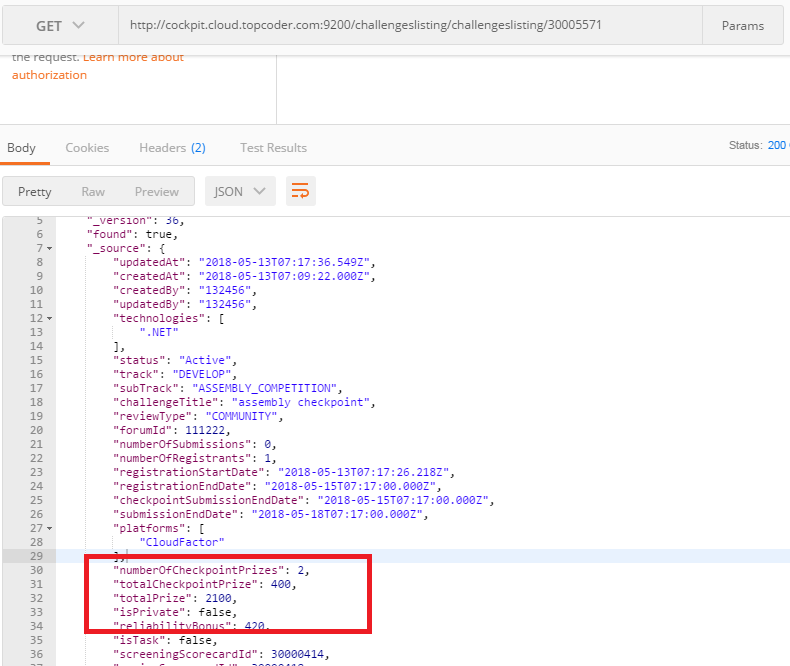 GET http://cockpit.cloud.topcoder.com:9200/challengeslisting/challengeslisting/30005571 Params
the request. Learn more about
authorization
Body Cookies Headers (2) Test Results Status: 200
Pretty Raw Preview JSON
5 "_version": 36,
6 "found": true,
7 "_source": {
8 "updatedAt": "2018-05-13T07:17:36.549Z",
9 "createdAt": "2018-05-13T07:09:22.000Z",
10 "createdBy": "132456",
11 "updatedBy": "132456",
12 "technologies": [
13 ".NET"
14 ],
15 "status": "Active",
16 "track": "DEVELOP",
17 "subTrack": "ASSEMBLY_COMPETITION",
18 "challengeTitle": "assembly checkpoint",
19 "reviewType": "COMMUNITY",
20 "forumId": 111222,
21 "numberOfSubmissions": 0,
22 "numberOfRegistrants": 1,
23 "registrationStartDate": "2018-05-13T07:17:26.218Z",
24 "registrationEndDate": "2018-05-15T07:17:00.000Z",
25 "checkpointSubmissionEndDate": "2018-05-15T07:17:00.000Z",
26 "submissionEndDate": "2018-05-18T07:17:00.000Z",
27 "platforms": [
28 "CloudFactor"
29 ],
30 "numberOfCheckpointPrizes": 2,
31 "totalCheckpointPrize": 400,
32 "totalPrize": 2100,
33 "isPrivate": false,
34 "reliabilityBonus": 420,
35 "isTask": false,
36 "screeningScorecardId": 30000414,